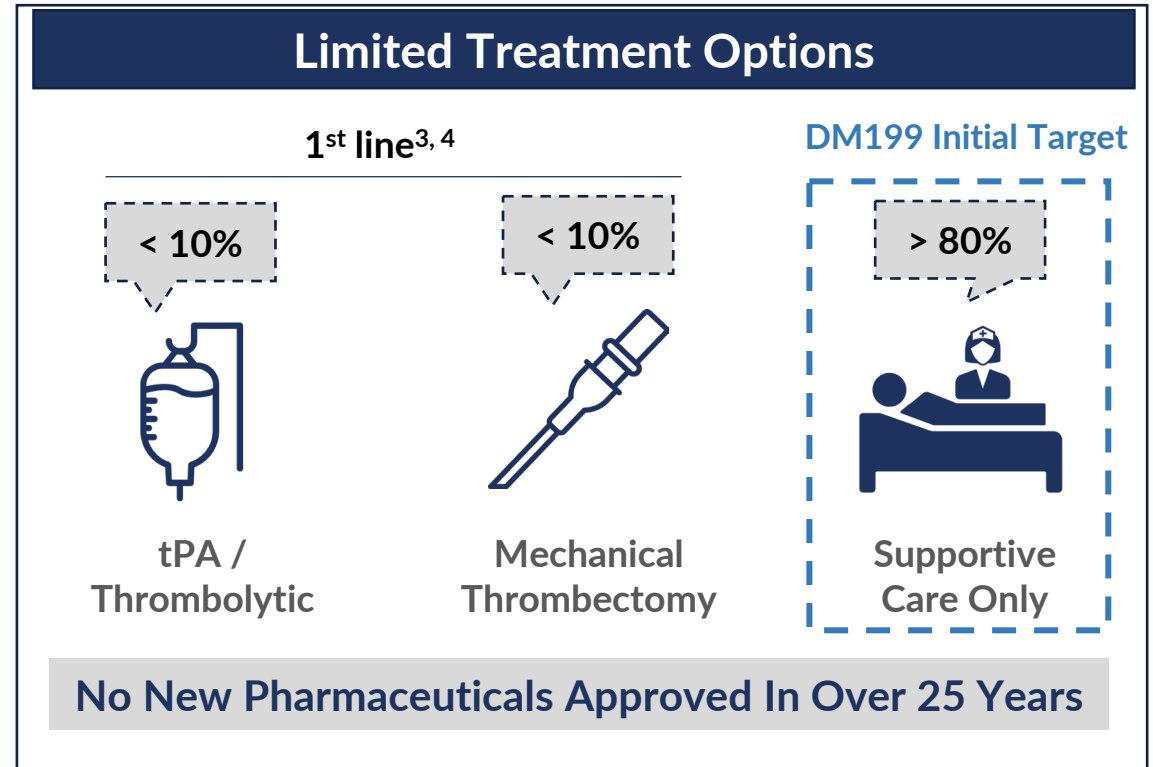 Limited Treatment Options
1st line3, 4
DM199 Initial Target
< 10%
< 10%
> 80%
tPA /
Thrombolytic
Mechanical
Thrombectomy
Supportive
Care Only
No New Pharmaceuticals Approved In Over 25 Years